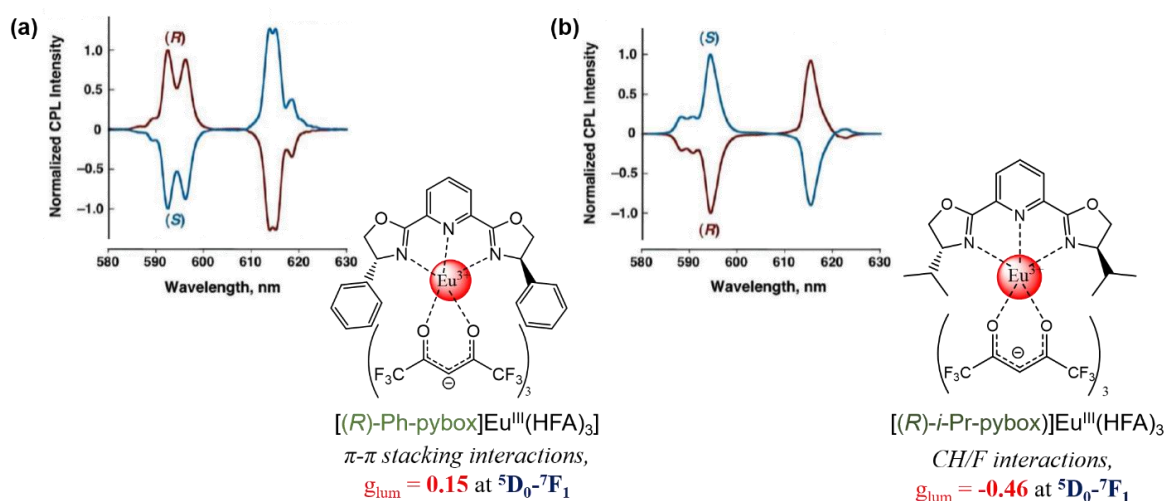 (a)
Normalized CPL Intensity
1.0
0.5
0
−0.5
−1.0
(R)
(S)
580 590 600 610 620 630
Wavelength, nm
O
N
N
O
N
Eu3+
O
O
F3C
CF3
3
[(R)-Ph-pybox]EuIII(HFA)3]
π-π stacking interactions,
glum = 0.15 at 5D0-7F1
(b)
Normalized CPL Intensity
1.0
0.5
0
−0.5
−1.0
(S)
(R)
580 590 600 610 620 630
Wavelength, nm
O
N
N
O
N
Eu3+
O
O
F3C
CF3
3
[(R)-i-Pr-pybox)]EuIII(HFA)3
CH/F interactions,
glum = -0.46 at 5D0-7F1